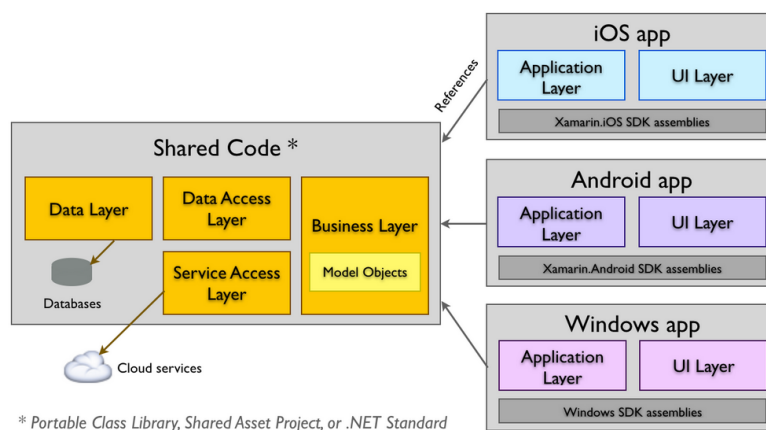 iOS app
Application
Layer
UI Layer
Xamarin.iOS SDK assemblies
References
Shared Code *
Data Layer
Data Access
Layer
Business Layer
Model Objects
Service Access
Layer
Databases
Cloud services
Android app
Application
Layer
UI Layer
Xamarin.Android SDK assemblies
Windows app
Application
Layer
UI Layer
Windows SDK assemblies
* Portable Class Library, Shared Asset Project, or .NET Standard